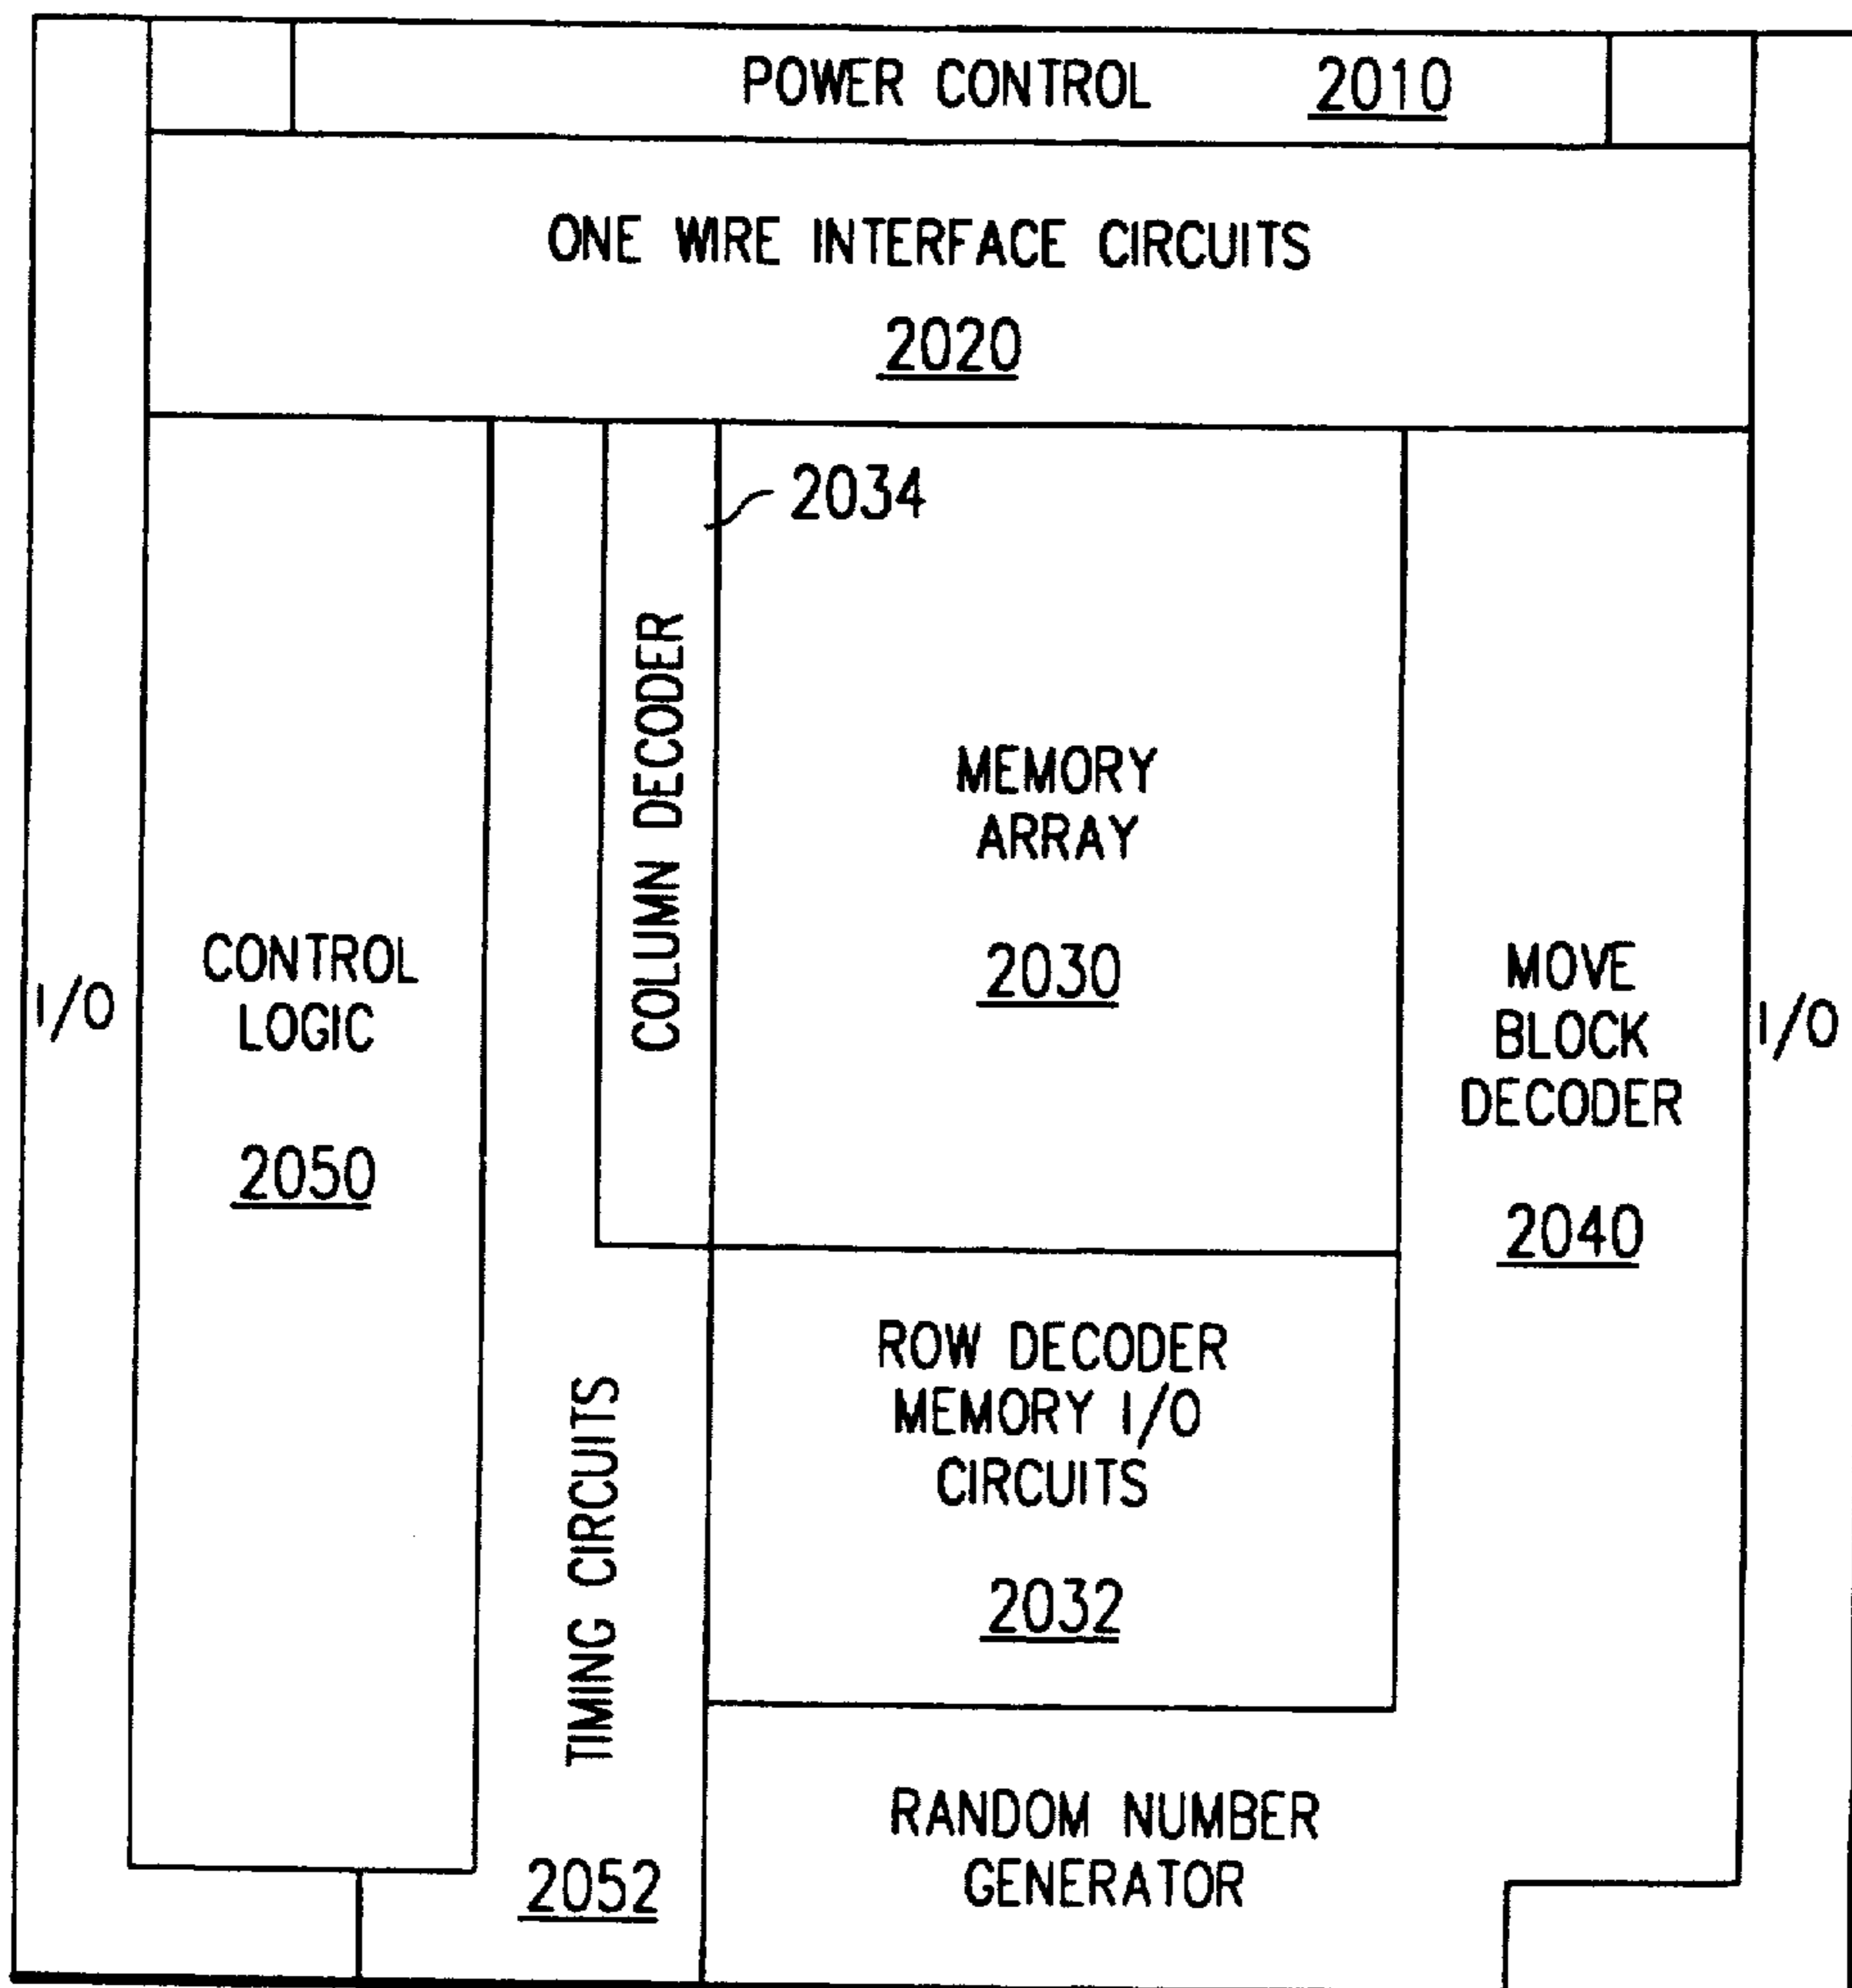 POWER CONTROL 2010
ONE WIRE INTERFACE CIRCUITS
2020
2034
COLUMN DECODER
MEMORY
ARRAY
2030
CONTROL
LOGIC
2050
I/O
MOVE
BLOCK
DECODER
2040
I/O
ROW DECODER
MEMORY I/O
CIRCUITS
2032
TIMING CIRCUITS
2052
RANDOM NUMBER
GENERATOR